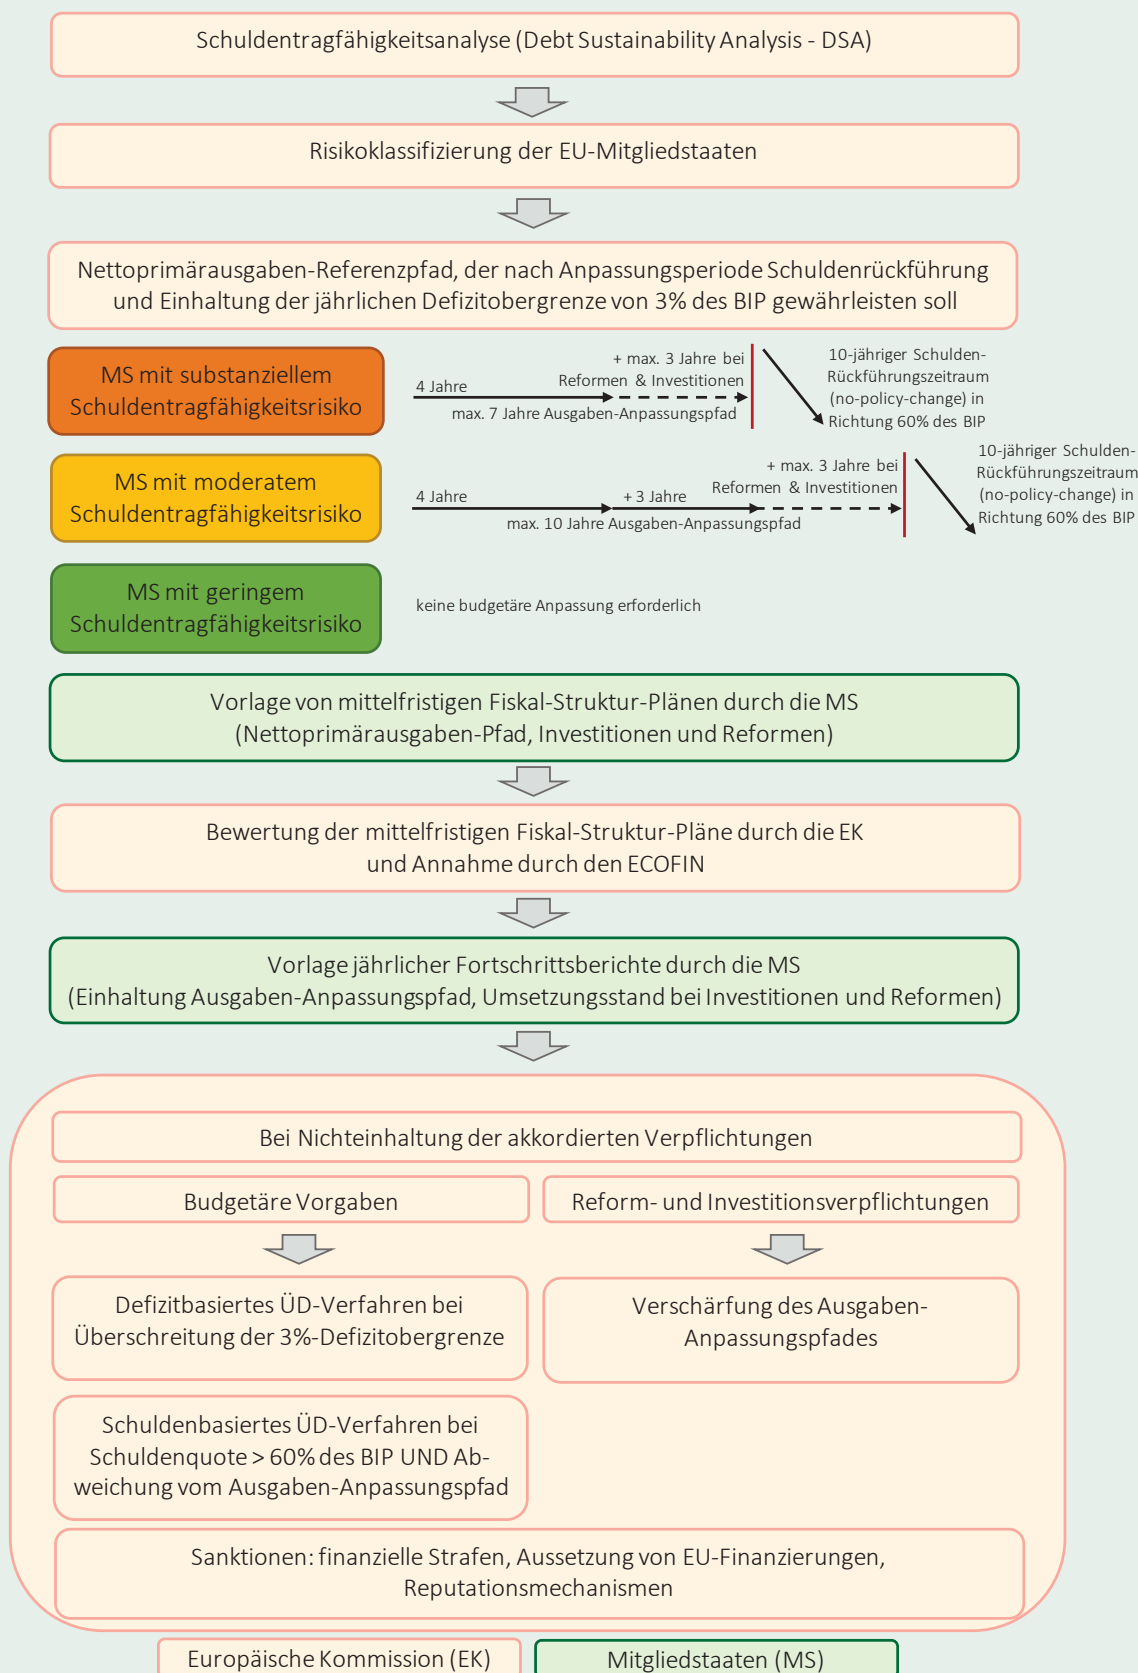 Schuldentragfähigkeitsanalyse (Debt Sustainability Analysis - DSA)
Risikoklassifizierung der EU-Mitgliedstaaten
Nettoprimärausgaben-Referenzpfad, der nach Anpassungsperiode Schuldenrückführung
und Einhaltung der jährlichen Defizitobergrenze von 3% des BIP gewährleisten soll
MS mit substanziellem
Schuldentragfähigkeitsrisiko
4 Jahre
+ max. 3 Jahre bei
Reformen & Investitionen
max. 7 Jahre Ausgaben-Anpassungspfad
10-jähriger Schulden-
Rückführungszeitraum
(no-policy-change) in
Richtung 60% des BIP
MS mit moderatem
Schuldentragfähigkeitsrisiko
4 Jahre
+ 3 Jahre
+ max. 3 Jahre bei
Reformen & Investitionen
max. 10 Jahre Ausgaben-Anpassungspfad
10-jähriger Schulden-
Rückführungszeitraum
(no-policy-change) in
Richtung 60% des BIP
MS mit geringem
Schuldentragfähigkeitsrisiko
keine budgetäre Anpassung erforderlich
Vorlage von mittelfristigen Fiskal-Struktur-Plänen durch die MS
(Nettoprimärausgaben-Pfad, Investitionen und Reformen)
Bewertung der mittelfristigen Fiskal-Struktur-Pläne durch die EK
und Annahme durch den ECOFIN
Vorlage jährlicher Fortschrittsberichte durch die MS
(Einhaltung Ausgaben-Anpassungspfad, Umsetzungsstand bei Investitionen und Reformen)
Bei Nichteinhaltung der akkordierten Verpflichtungen
Budgetäre Vorgaben
Reform- und Investitionsverpflichtungen
Defizitbasiertes ÜD-Verfahren bei
Überschreitung der 3%-Defizitobergrenze
Verschärfung des Ausgaben-
Anpassungspfades
Schuldenbasiertes ÜD-Verfahren bei
Schuldenquote > 60% des BIP UND Ab-
weichung vom Ausgaben-Anpassungspfad
Sanktionen: finanzielle Strafen, Aussetzung von EU-Finanzierungen,
Reputationsmechanismen
Europäische Kommission (EK)
Mitgliedstaaten (MS)